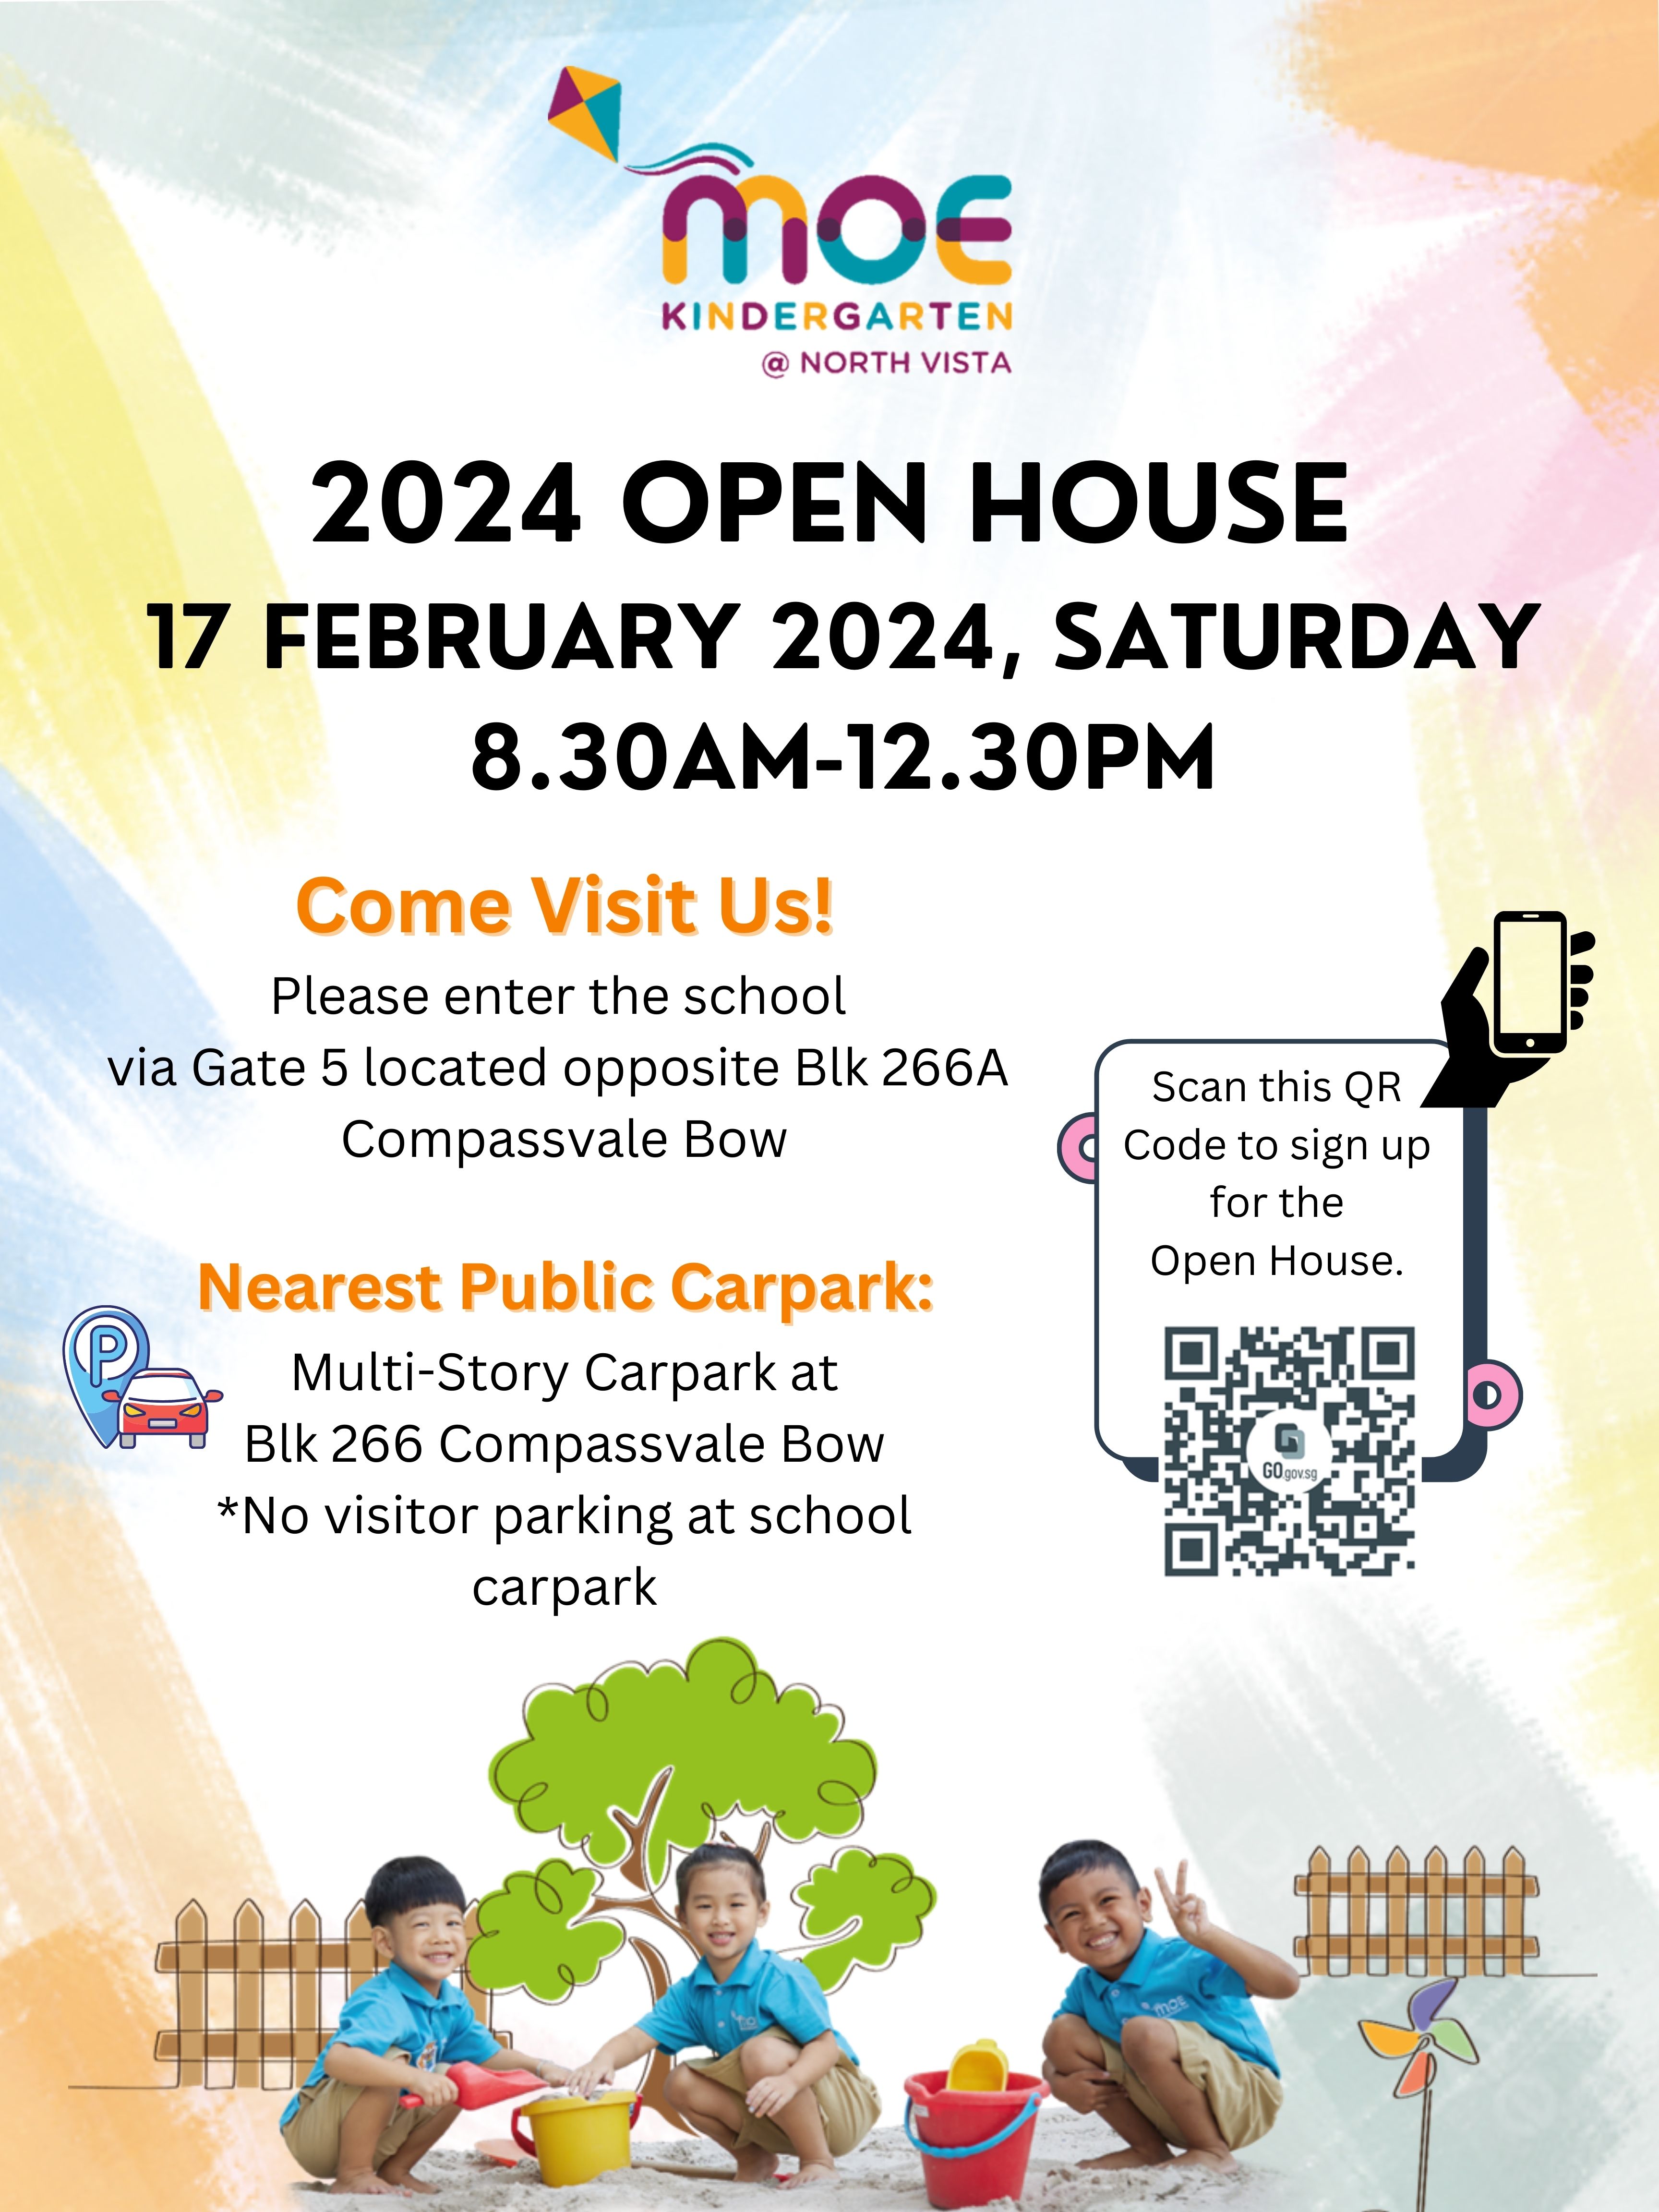 MOE
KINDERGARTEN
@ NORTH VISTA
2024 OPEN HOUSE
17 FEBRUARY 2024, SATURDAY
8.30AM-12.30PM
Come Visit Us!
Please enter the school
via Gate 5 located opposite Blk 266A
Compassvale Bow
Nearest Public Carpark:
P
Multi-Story Carpark at
Blk 266 Compassvale Bow
*No visitor parking at school
carpark
Scan this QR
Code to sign up
for the
Open House.
GO.gov.sg
MOE